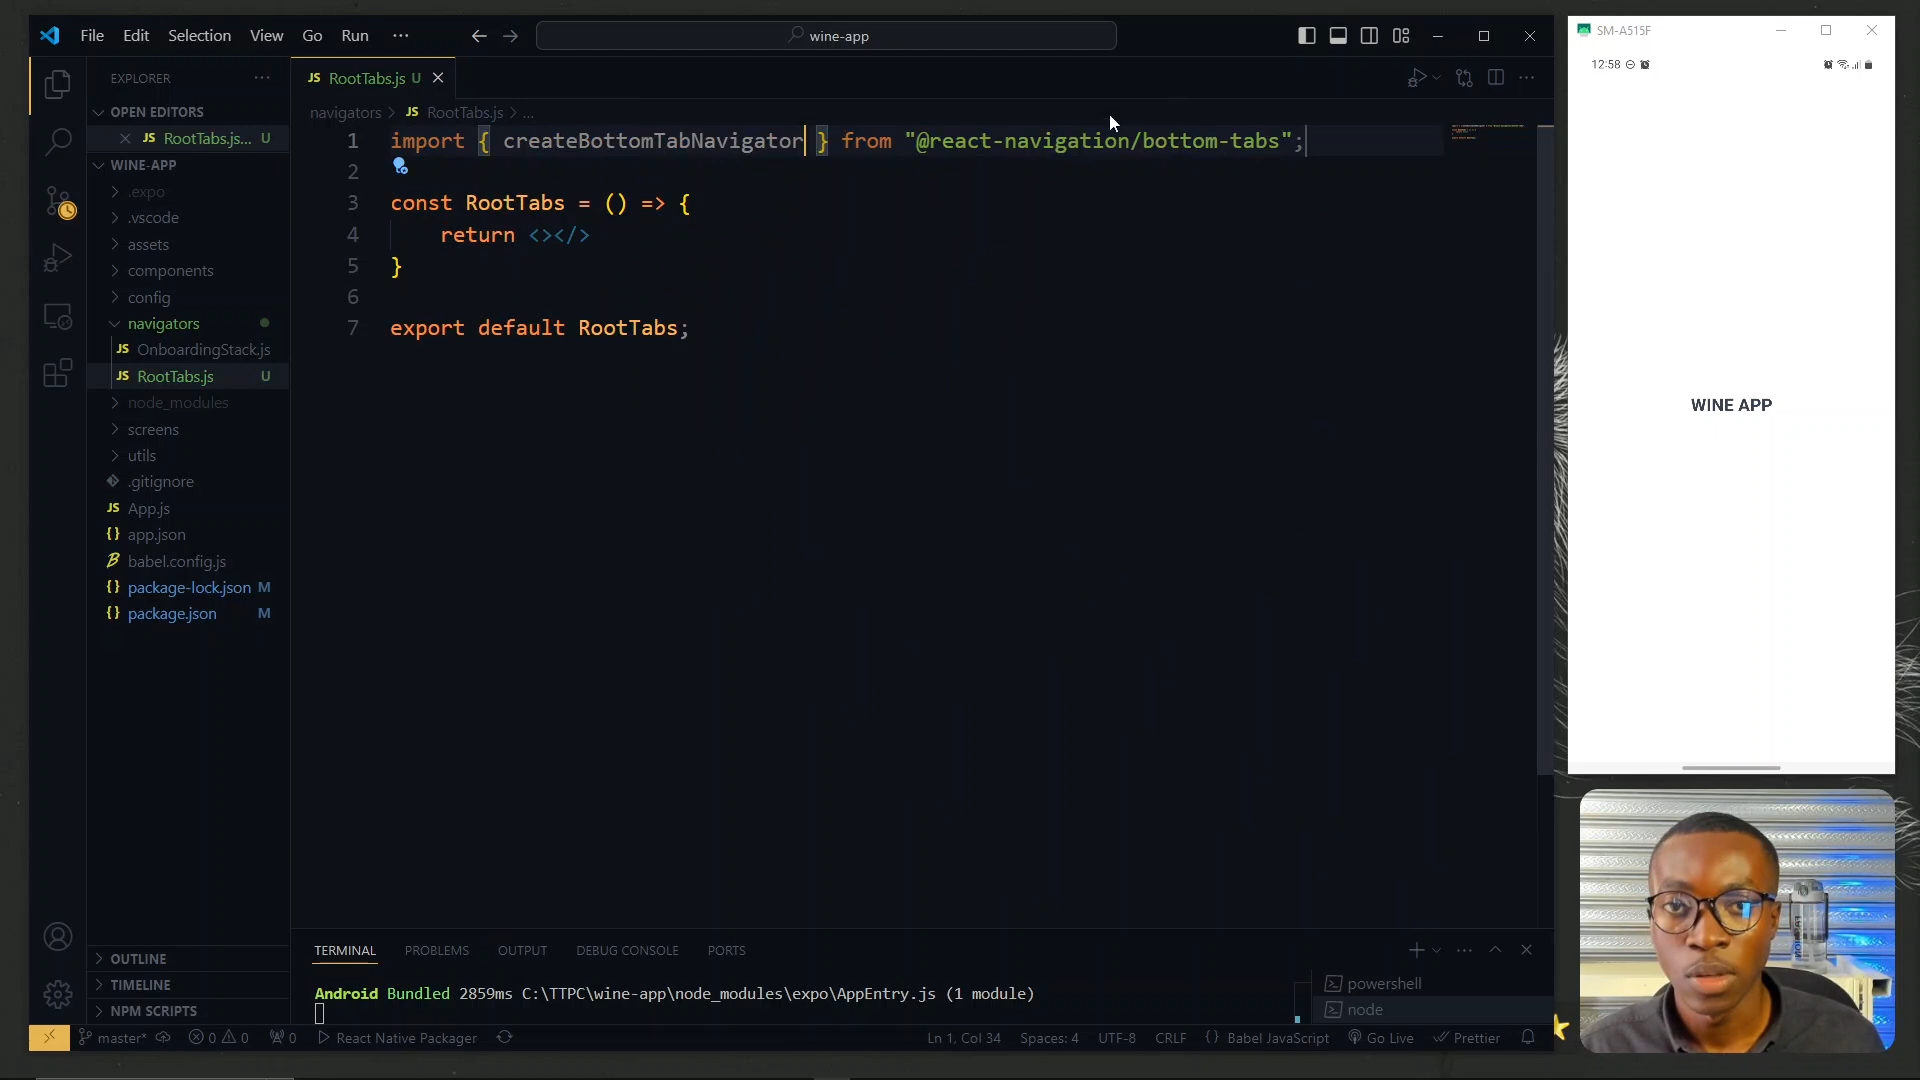 File Edit Selection View Go Run ··· wine-app
EXPLORER ···
OPEN EDITORS
JS RootTabs.js... U
WINE-APP
.expo
.vscode
assets
components
config
navigators
JS OnboardingStack.js
JS RootTabs.js U
node_modules
screens
utils
.gitignore
JS App.js
{} app.json
babel.config.js
{} package-lock.json M
{} package.json M
OUTLINE
TIMELINE
NPM SCRIPTS
JS RootTabs.js U
navigators > JS RootTabs.js > ...
1 import { createBottomTabNavigator } from "@react-navigation/bottom-tabs";
2
3 const RootTabs = () => {
4 return <></>
5 }
6
7 export default RootTabs;
TERMINAL PROBLEMS OUTPUT DEBUG CONSOLE PORTS
Android Bundled 2859ms C:\TTPC\wine-app\node_modules\expo\AppEntry.js (1 module)
powershell
node
master* 0 0 0 React Native Packager Ln 1, Col 34 Spaces: 4 UTF-8 CRLF {} Babel JavaScript Go Live Prettier
SM-A515F
12:58
WINE APP